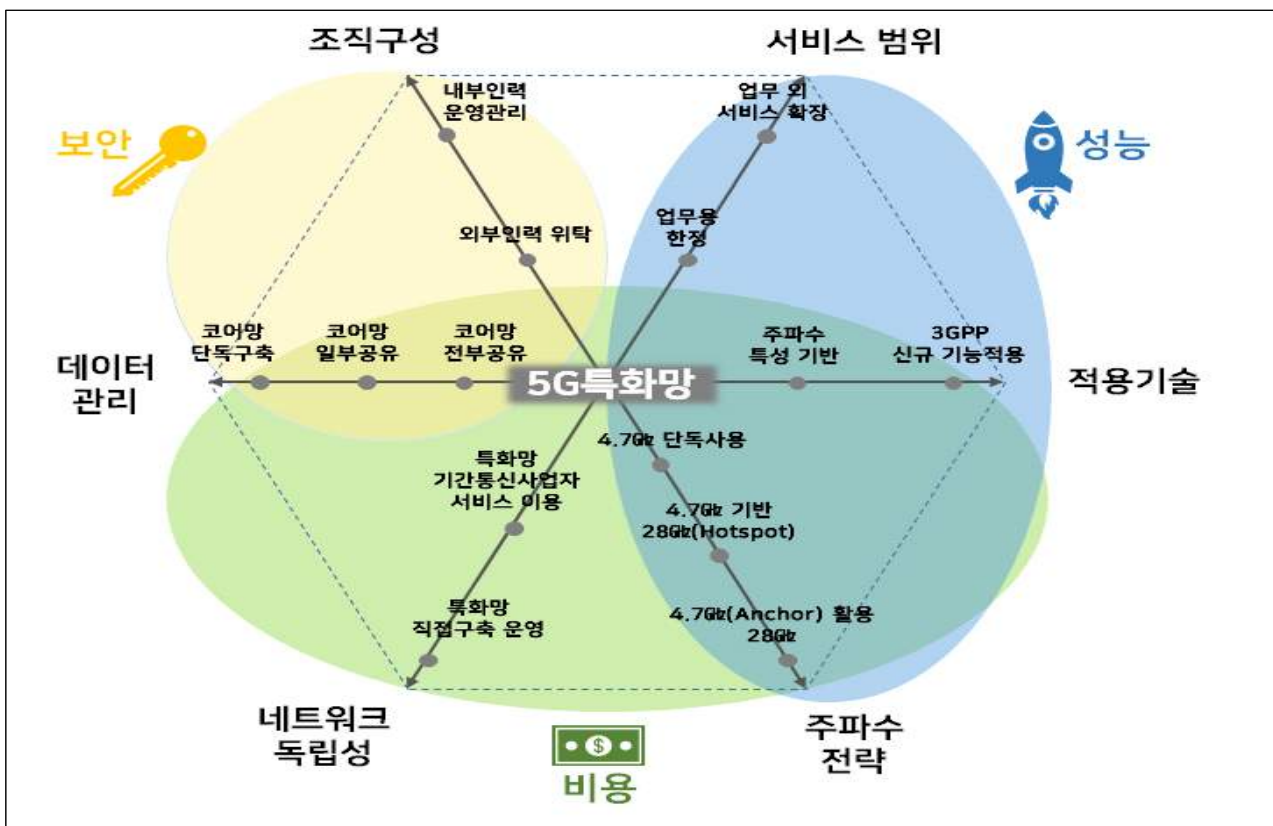 조직구성
서비스 범위
내부인력
운영관리
업무 외
서비스 확장
보안
성능
외부인력 위탁
업무용
한정
코어망
단독구축
코어망
일부공유
코어망
전부공유
주파수
특성 기반
3GPP
신규 기능적용
데이터
관리
5G특화망
적용기술
4.7㎓ 단독사용
특화망
기간통신사업자
서비스 이용
4.7㎓ 기반
28㎓(Hotspot)
특화망
직접구축 운영
4.7㎓(Anchor) 활용
28㎓
네트워크
독립성
$
비용
주파수
전략